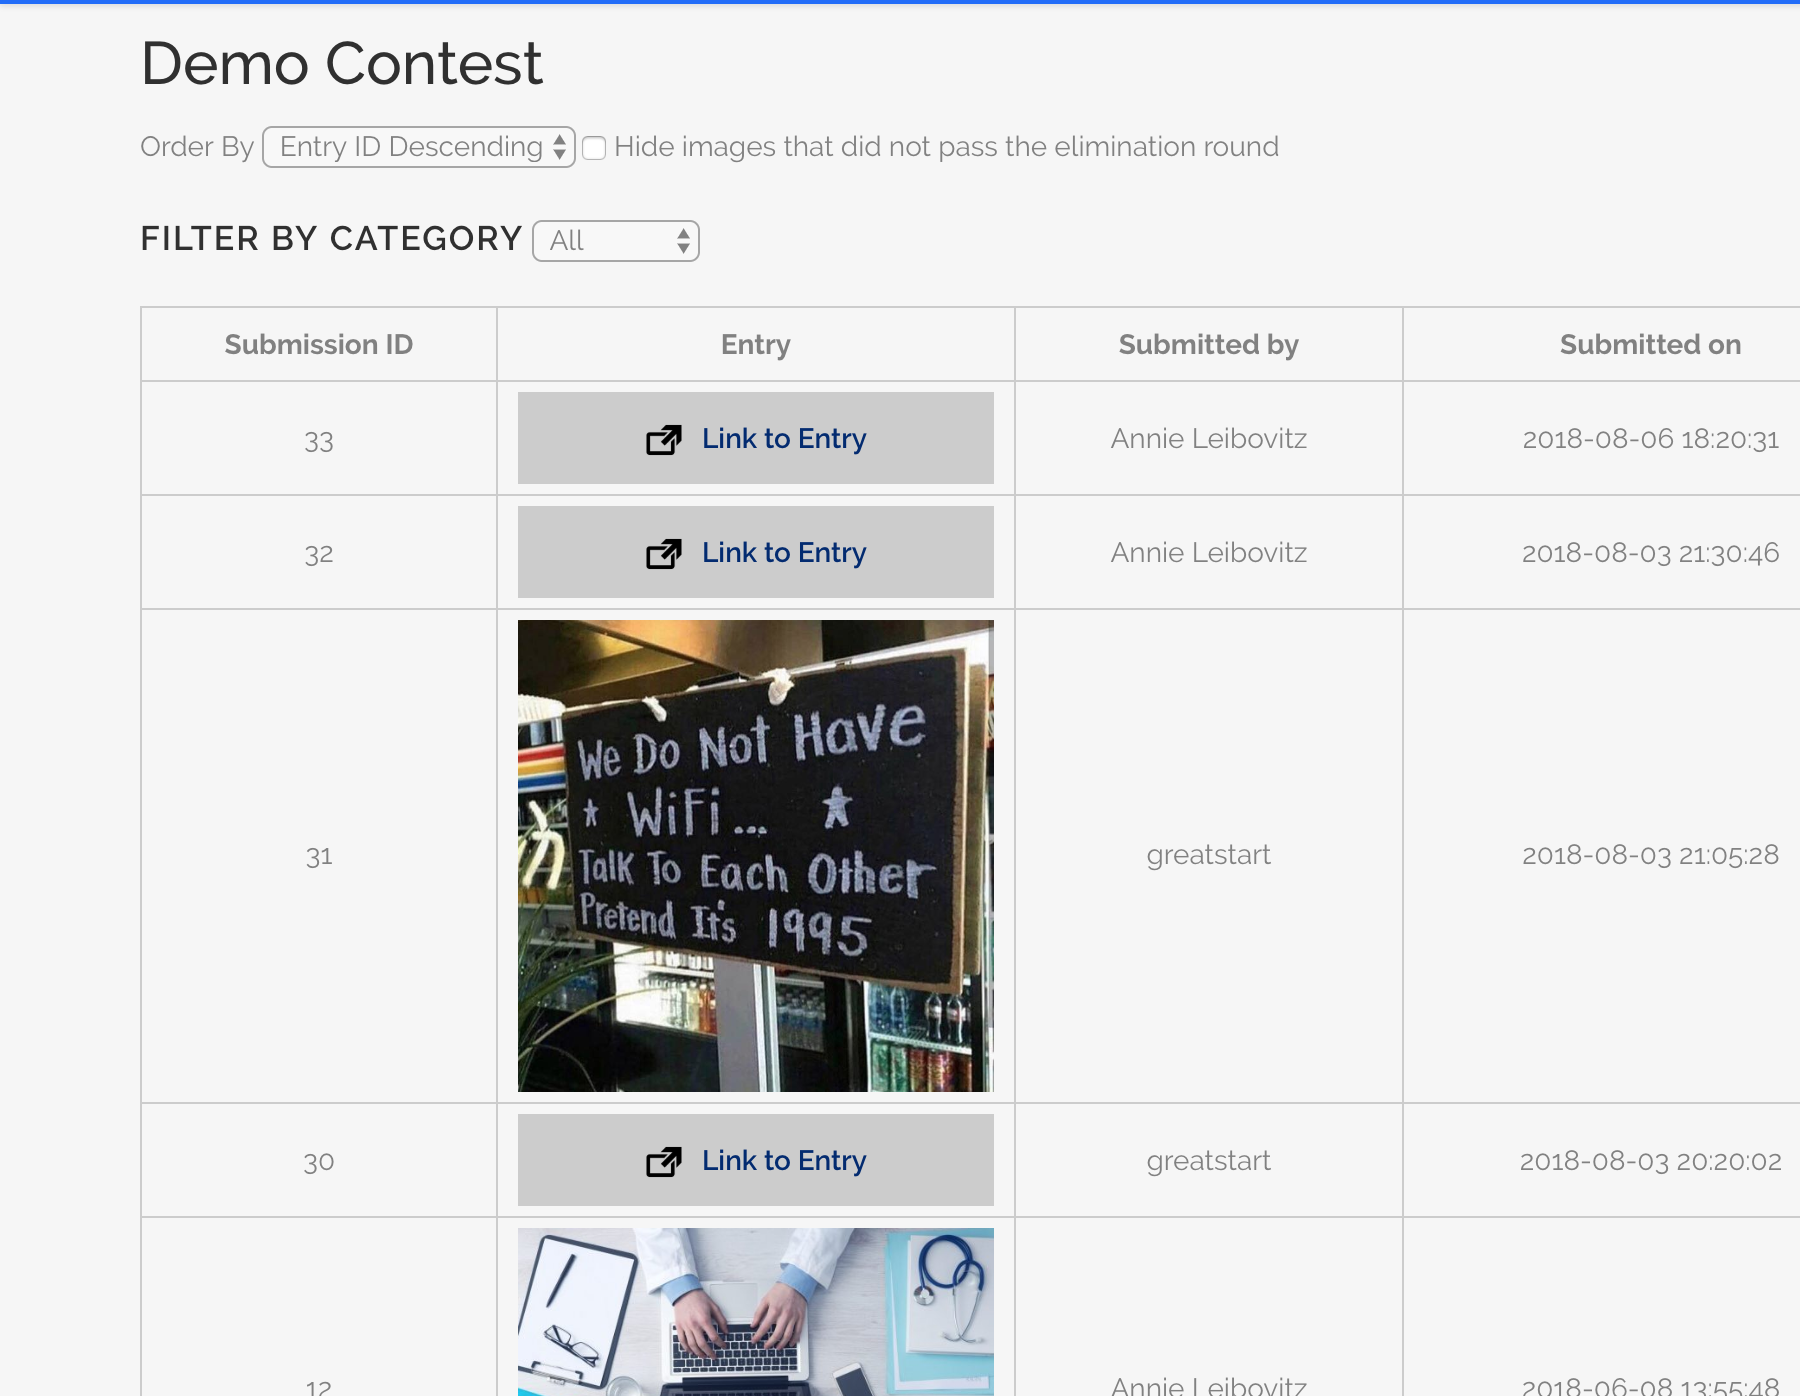 Demo Contest
Order By Entry ID Descending Hide images that did not pass the elimination round
FILTER BY CATEGORY All
Submission ID Entry Submitted by Submitted on
33 Link to Entry Annie Leibovitz 2018-08-06 18:20:31
32 Link to Entry Annie Leibovitz 2018-08-03 21:30:46
We Do Not Have
WiFi...
Talk To Each Other
Pretend It's 1995
31 greatstart 2018-08-03 21:05:28
30 Link to Entry greatstart 2018-08-03 20:20:02
12 Annie Leibovitz 2018-06-08 13:55:48